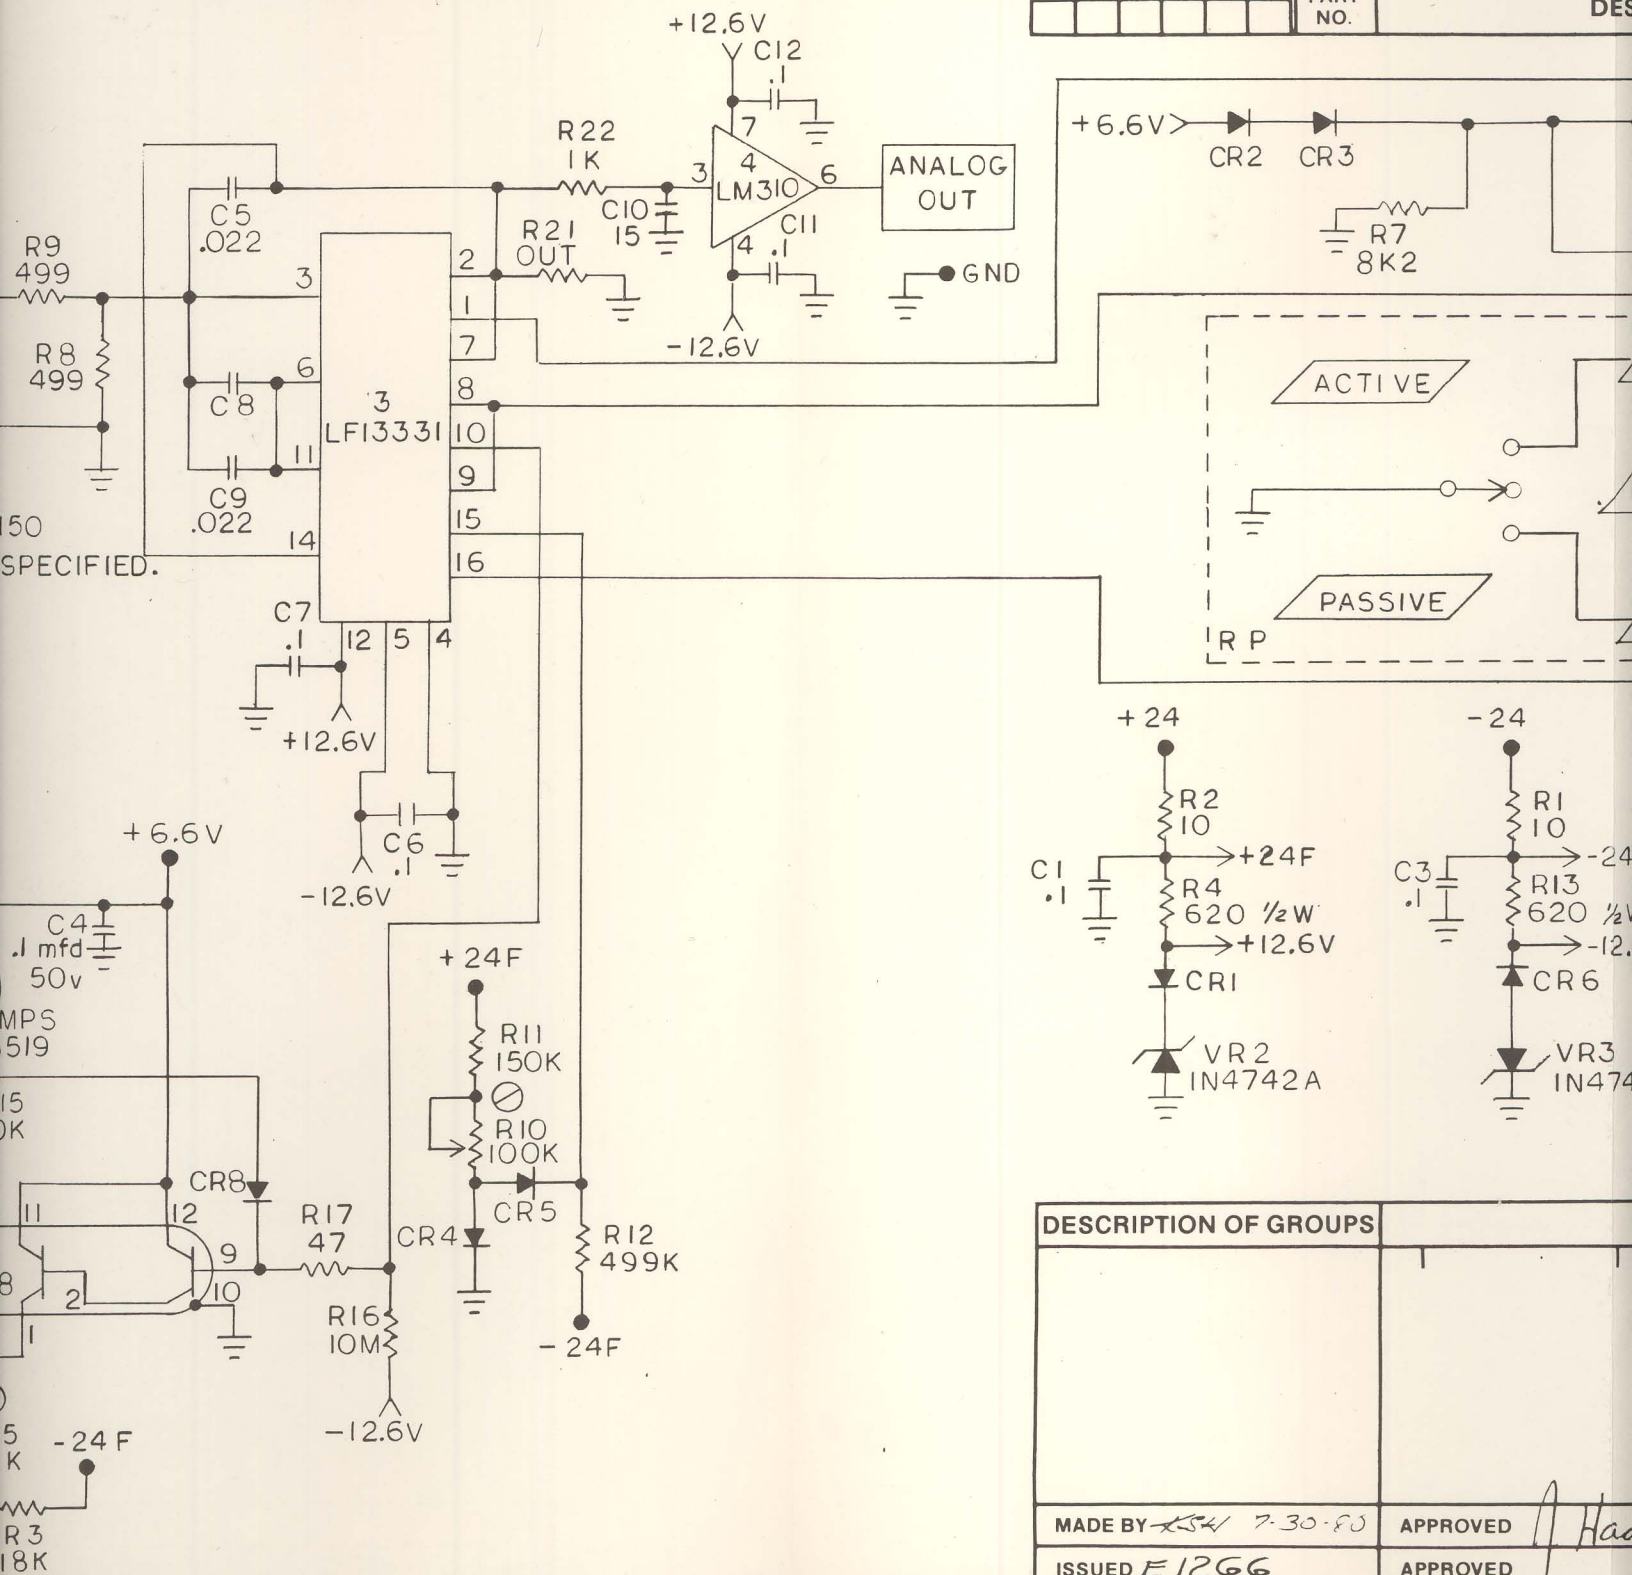 +12.6V
C12
.1
NO.
+6.6V
CR2
CR3
R22
1K
7
4
3
LM310
6
ANALOG
OUT
C5
.022
C10
15
C11
.1
4
R7
8K2
R9
499
R21
OUT
2
3
GND
1
-12.6V
R8
499
7
6
C8
8
3
LF13331
10
ACTIVE
11
9
C9
.022
15
150
14
16
SPECIFIED.
PASSIVE
C7
.1
12
5
4
RP
+24
-24
+12.6V
R2
10
R1
10
+6.6V
C6
.1
+24F
-24
C1
.1
R4
620 ½W
C3
.1
R13
620
-12.6V
C4
.1 mfd
50v
+12.6V
-12.
+24F
CR1
CR6
MPS
519
R11
150K
VR2
1N4742A
VR3
1N474
15
R10
100K
CR8
CR5
11
12
R17
47
CR4
DESCRIPTION OF GROUPS
9
R12
499K
8
2
10
R16
10M
1
-24F
-12.6V
5
K
-24F
R3
18K
MADE BY
7-30-80
APPROVED
ISSUED
APPROVED